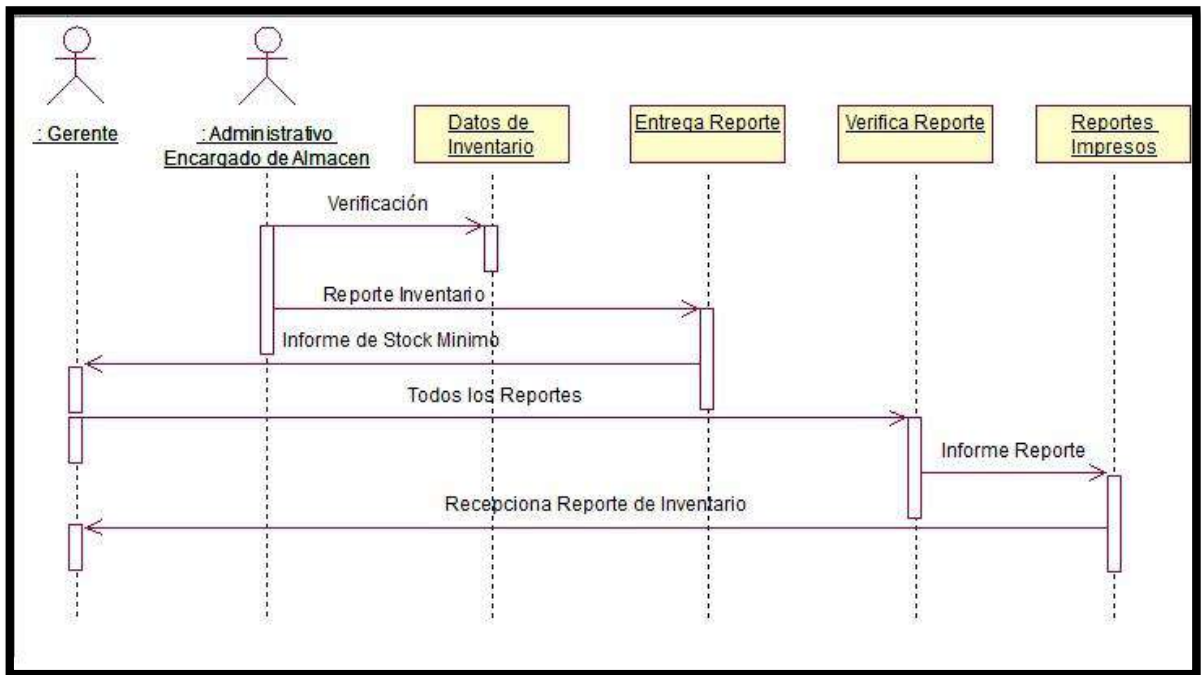 : Gerente
: Administrativo
Encargado de Almacen
Datos de
Inventario
Entrega Reporte
Verifica Reporte
Reportes
Impresos
Verificación
Reporte Inventario
Informe de Stock Minimo
Todos los Reportes
Informe Reporte
Recepciona Reporte de Inventario